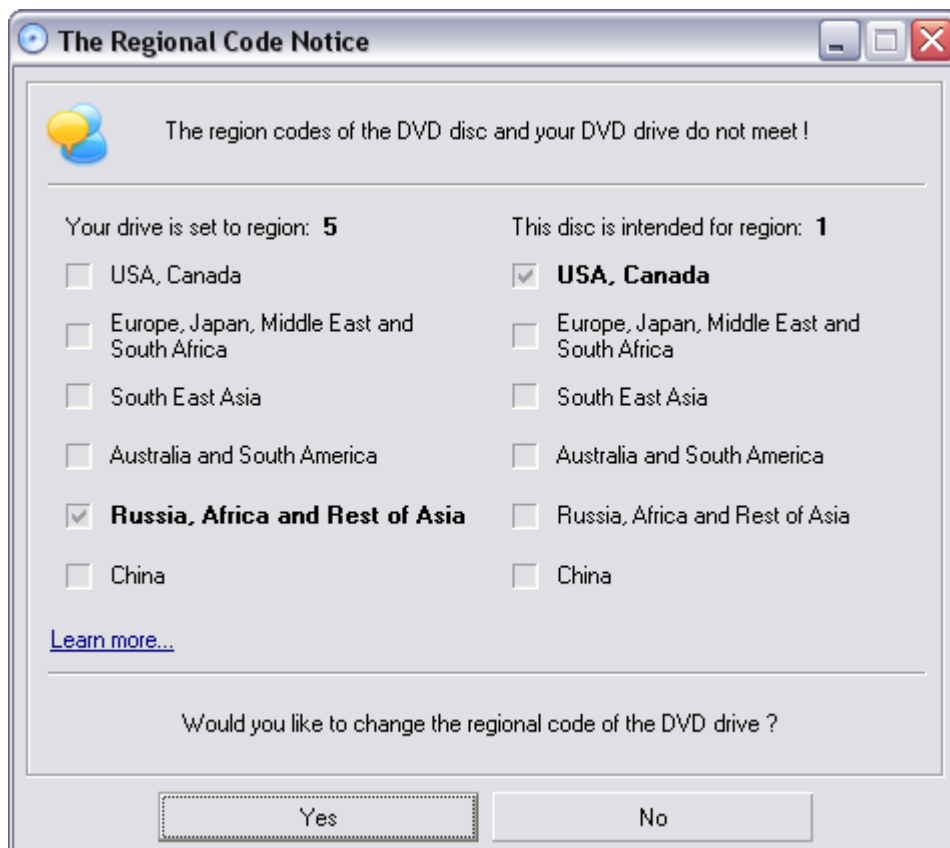 The Regional Code Notice
The region codes of the DVD disc and your DVD drive do not meet !
Your drive is set to region: 5
USA, Canada
Europe, Japan, Middle East and
South Africa
South East Asia
Australia and South America
Russia, Africa and Rest of Asia
China
This disc is intended for region: 1
USA, Canada
Europe, Japan, Middle East and
South Africa
South East Asia
Australia and South America
Russia, Africa and Rest of Asia
China
Learn more...
Would you like to change the regional code of the DVD drive ?
Yes
No